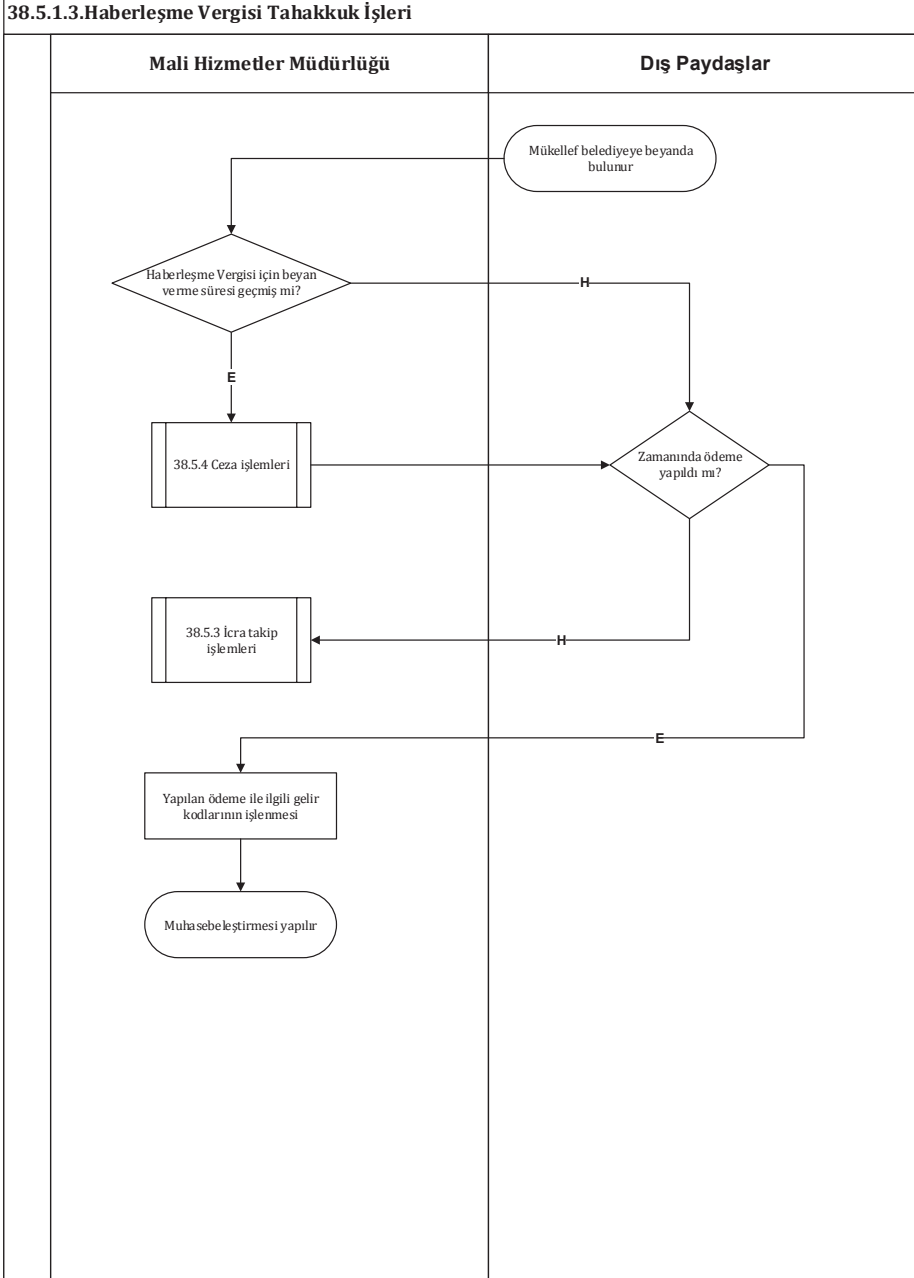 38.5.1.3.Haberleşme Vergisi Tahakkuk İşleri
Mali Hizmetler Müdürlüğü
Dış Paydaşlar
Mükellef belediyeye beyanda
bulunur
Haberleşme Vergisi için beyan
verme süresi geçmiş mi?
H
E
38.5.4 Ceza işlemleri
Zamanında ödeme
yapıldı mı?
38.5.3 İcra takip
işlemleri
H
E
Yapılan ödeme ile ilgili gelir
kodlarının işlenmesi
Muhasebeleştirmesi yapılır